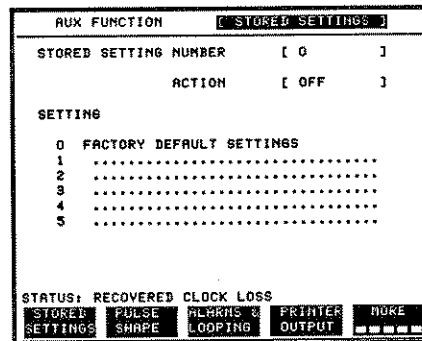 AUX FUNCTION [ STORED SETTINGS ]
STORED SETTING NUMBER [ 0 ]
ACTION [ OFF ]
SETTING
0 FACTORY DEFAULT SETTINGS
1 ..................................
2 ..................................
3 ..................................
4 ..................................
5 ..................................
STATUS: RECOVERED CLOCK LOSS
STORED SETTINGS PULSE SHAPE ALARMS & LOOPING PRINTER OUTPUT MORE